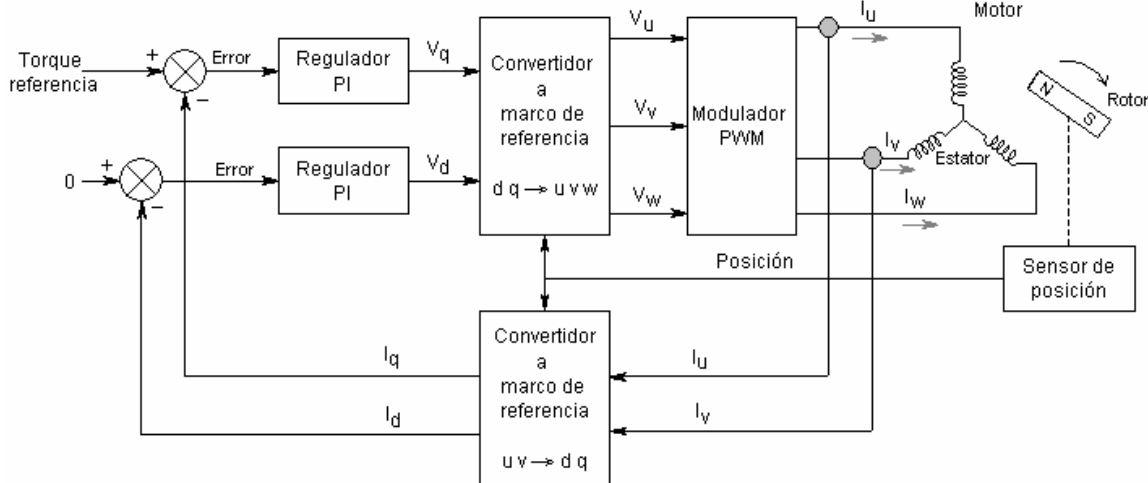 Torque
referencia
+
−
Error
Regulador
PI
Vq
Convertidor
a
marco de
referencia
d q → u v w
Vu
Vv
Vw
Modulador
PWM
Iu
Motor
Iv
Estator
Iw
N
S
Rotor
0
+
−
Error
Regulador
PI
Vd
Posición
Sensor de
posición
Iq
Id
Convertidor
a
marco de
referencia
u v → d q
Iu
Iv